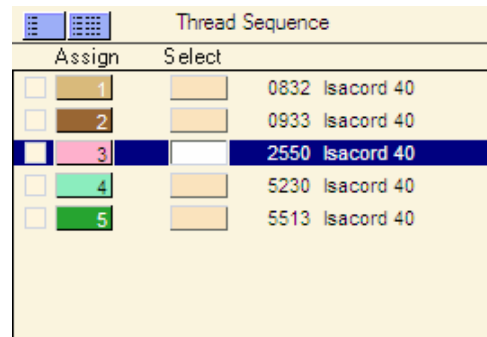 Thread Sequence
Assign Select
1 0832 Isacord 40
2 0933 Isacord 40
3 2550 Isacord 40
4 5230 Isacord 40
5 5513 Isacord 40